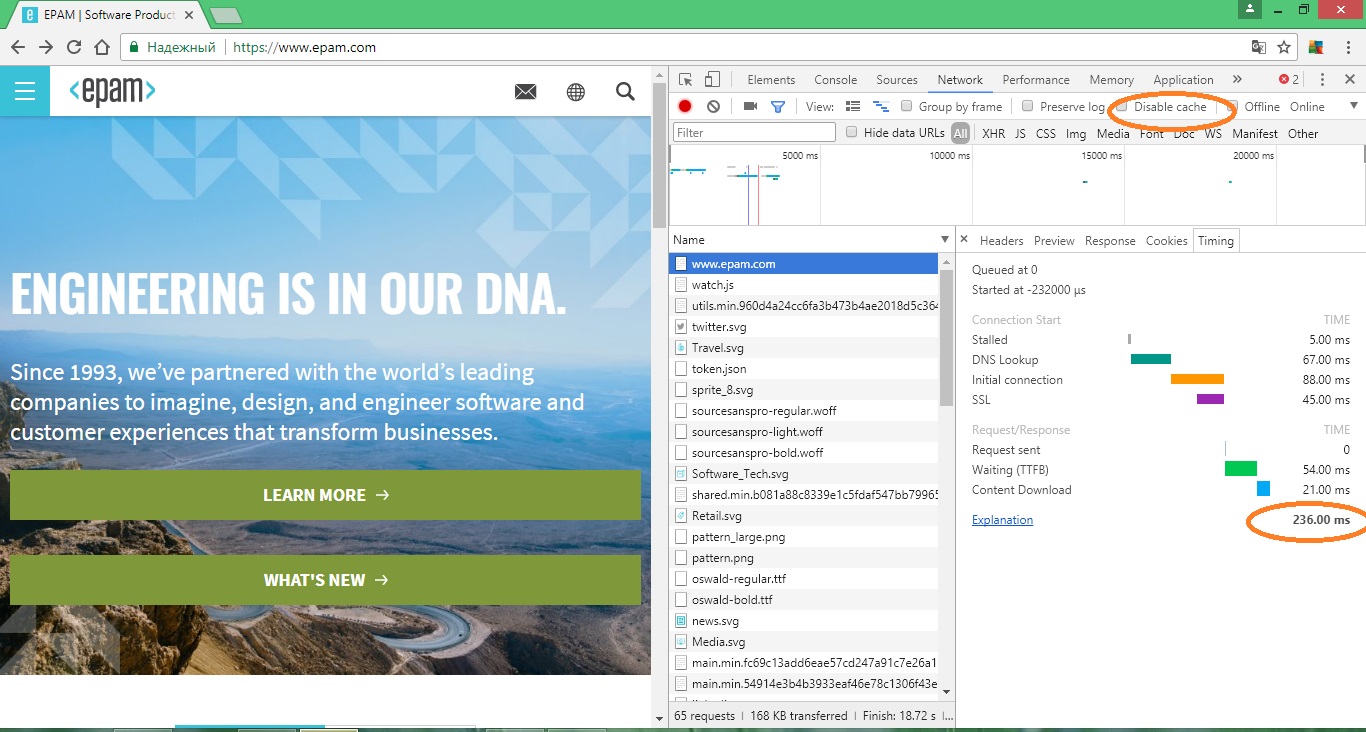 EPAM | Software Product
Надежный https://www.epam.com
<epam>
ENGINEERING IS IN OUR DNA.
Since 1993, we’ve partnered with the world’s leading
companies to imagine, design, and engineer software and
customer experiences that transform businesses.
LEARN MORE →
WHAT'S NEW →
Elements Console Sources Network Performance Memory Application » 2
View: Group by frame Preserve log Disable cache Offline Online
Filter Hide data URLs All XHR JS CSS Img Media Font Doc WS Manifest Other
5000 ms 10000 ms 15000 ms 20000 ms
Name
www.epam.com
watch.js
utils.min.960d4a24cc6fa3b473b4ae2018d5c364
twitter.svg
Travel.svg
token.json
sprite_8.svg
sourcesanspro-regular.woff
sourcesanspro-light.woff
sourcesanspro-bold.woff
Software_Tech.svg
shared.min.b081a88c8339e1c5fdaf547bb79965
Retail.svg
pattern_large.png
pattern.png
oswald-regular.ttf
oswald-bold.ttf
news.svg
Media.svg
main.min.fc69c13add6eae57cd247a91c7e26a1
main.min.54914e3b4b3933eaf46e78c1306f43e
65 requests | 168 KB transferred | Finish: 18.72 s | ...
Headers Preview Response Cookies Timing
Queued at 0
Started at -232000 µs
Connection Start TIME
Stalled 5.00 ms
DNS Lookup 67.00 ms
Initial connection 88.00 ms
SSL 45.00 ms
Request/Response TIME
Request sent 0
Waiting (TTFB) 54.00 ms
Content Download 21.00 ms
Explanation 236.00 ms